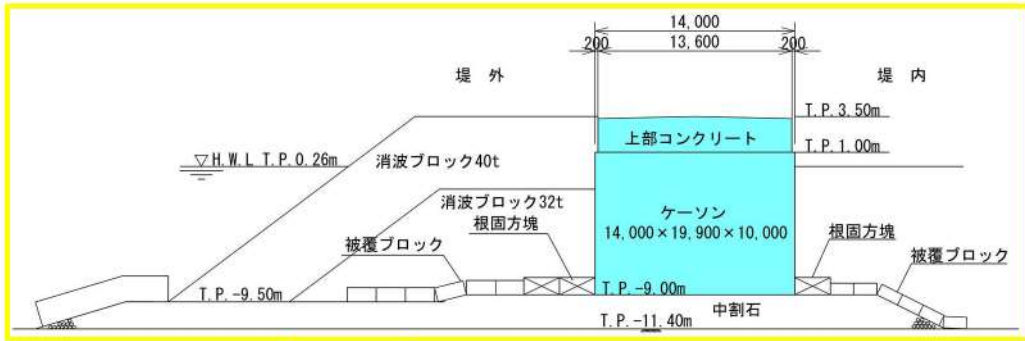 14,000
200
13,600
200
堤 外
堤 内
T.P.3.50m
上部コンクリート
T.P.1.00m
H.W.L T.P.0.26m
消波ブロック40t
消波ブロック32t
ケーソン
根固方塊
14,000×19,900×10,000
根固方塊
被覆ブロック
被覆ブロック
T.P.-9.50m
T.P.-9.00m
中割石
T.P.-11.40m